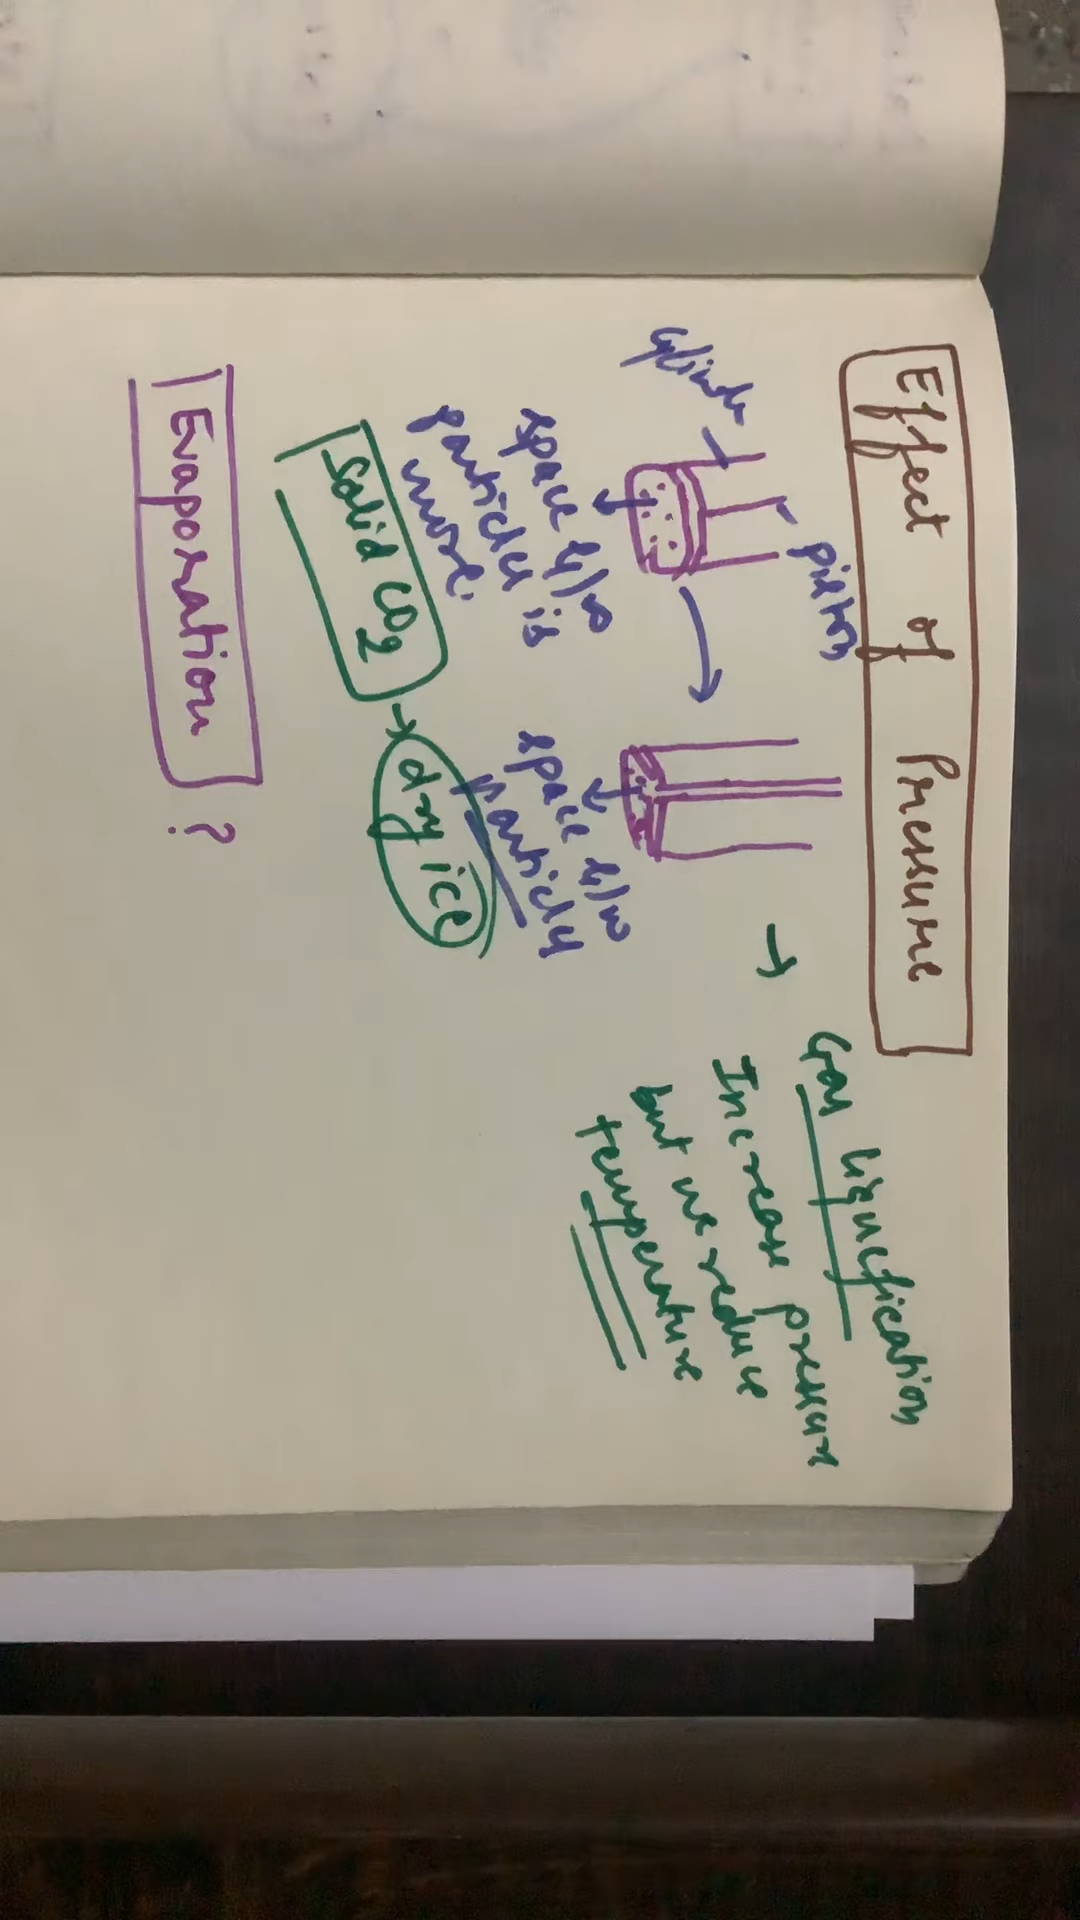 Effect of Pressure
Piston
Cylinder
space b/w
particles is
more.
space b/w
particles
→ Gas liquefication
Increase pressure
but we reduce
temperature
Solid CO2 → dry ice
Evaporation ?